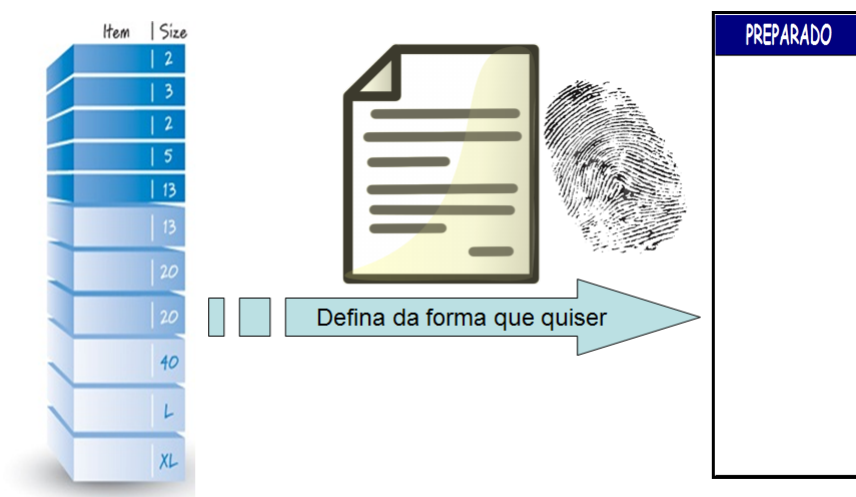 Item | Size
2
3
2
5
13
13
20
20
40
L
XL
Defina da forma que quiser
PREPARADO